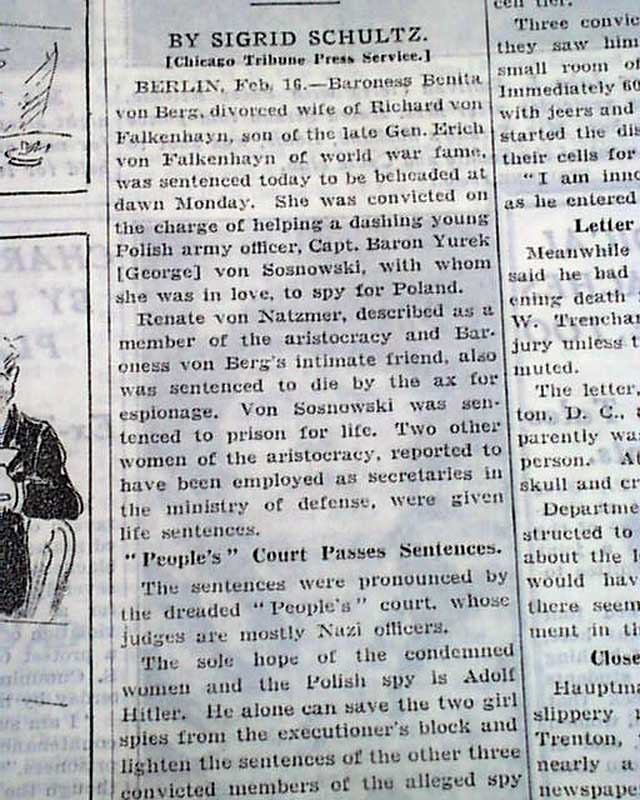 BY SIGRID SCHULTZ.
[Chicago Tribune Press Service.]
BERLIN, Feb. 16.—Baroness Benita
von Berg, divorced wife of Richard von
Falkenhayn, son of the late Gen. Erich
von Falkenhayn of world war fame,
was sentenced today to be beheaded at
dawn Monday. She was convicted on
the charge of helping a dashing young
Polish army officer, Capt. Baron Yurek
[George] von Sosnowski, with whom
she was in love, to spy for Poland.
Renate von Natzmer, described as a
member of the aristocracy and Bar-
oness von Berg's intimate friend, also
was sentenced to die by the ax for
espionage. Von Sosnowski was sen-
tenced to prison for life. Two other
women of the aristocracy, reported to
have been employed as secretaries in
the ministry of defense, were given
life sentences.
"People's" Court Passes Sentences.
The sentences were pronounced by
the dreaded "People's" court, whose
judges are mostly Nazi officers.
The sole hope of the condemned
women and the Polish spy is Adolf
Hitler. He alone can save the two girl
spies from the executioner's block and
lighten the sentences of the other three
convicted members of the alleged spy
cell tier.
Three convic
they saw him
small room of
Immediately 60
with jeers and
started the dis
their cells for
"I am inno
as he entered
Letter
Meanwhile
said he had
ening death
W. Trenchar
jury unless t
muted.
The letter,
ton, D. C.,
parently wa
person. At
skull and cr
Departme
structed to
about the l
would hav
there seem
ment in th
Close
Hauptma
slippery
Trenton,
nearly a
newspape